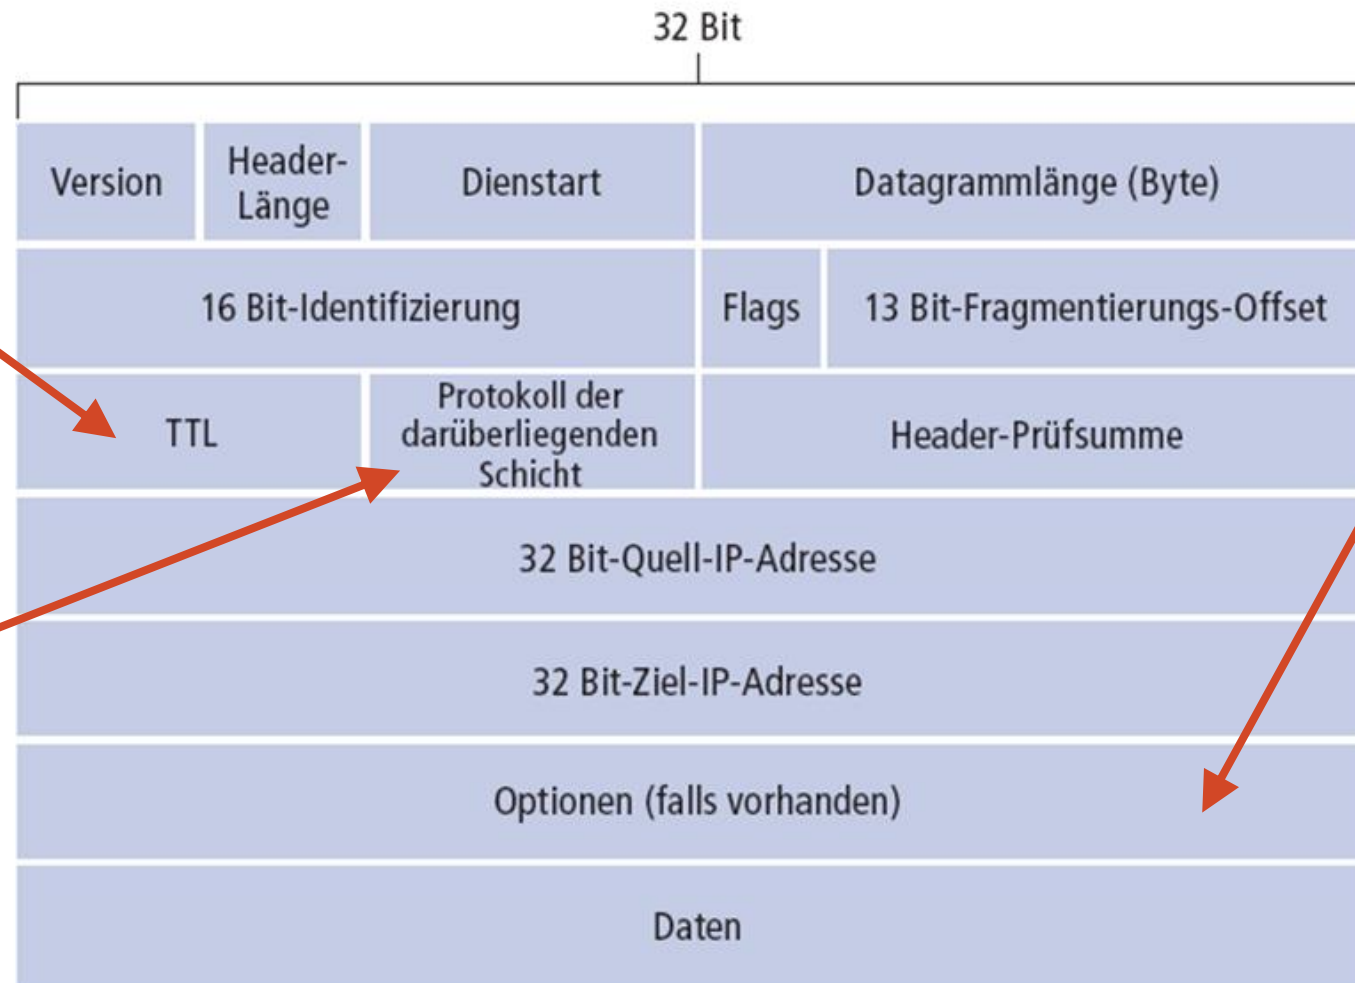 32 Bit
Version
Header-
Länge
Dienstart
Datagrammlänge (Byte)
16 Bit-Identifizierung
Flags
13 Bit-Fragmentierungs-Offset
TTL
Protokoll der
darüberliegenden
Schicht
Header-Prüfsumme
32 Bit-Quell-IP-Adresse
32 Bit-Ziel-IP-Adresse
Optionen (falls vorhanden)
Daten